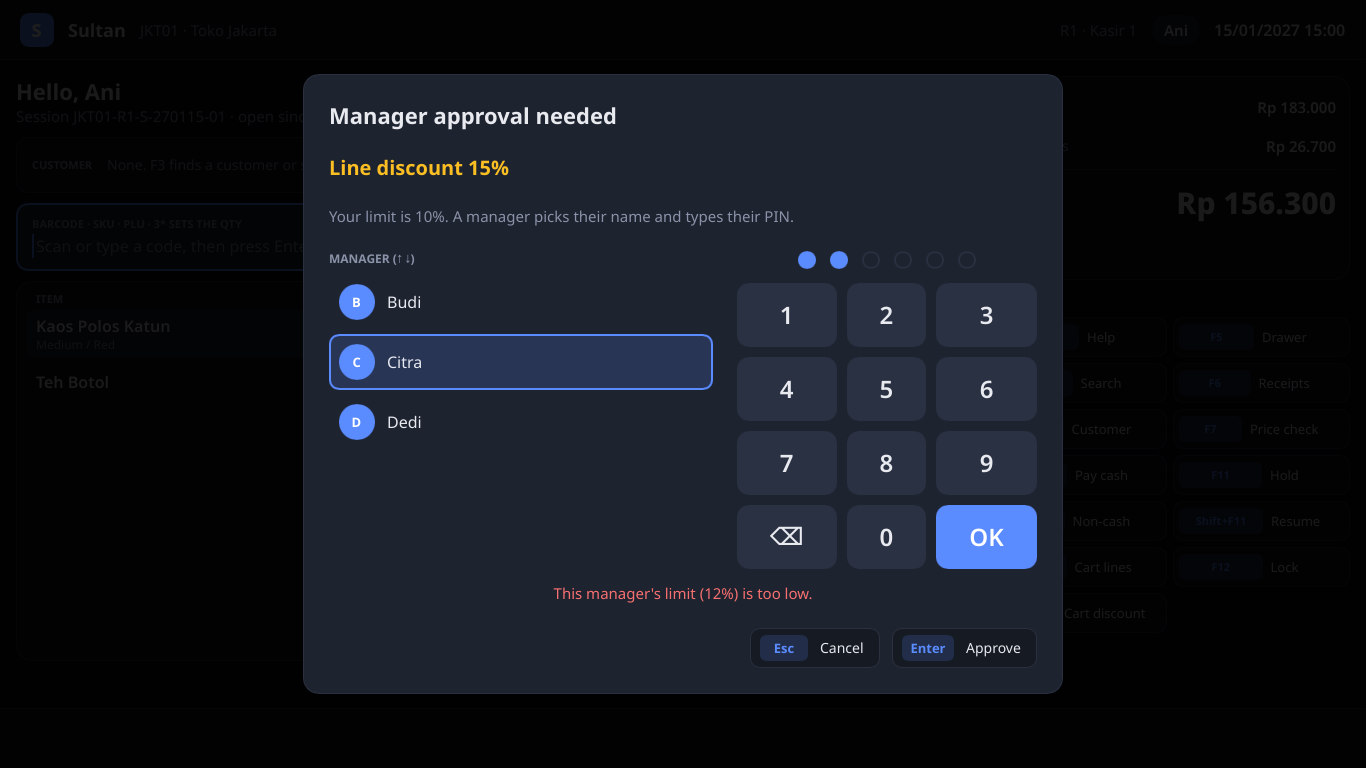 S Sultan JKT01 · Toko Jakarta R1 · Kasir 1 Ani 15/01/2027 15:00
Hello, Ani
Session JKT01-R1-S-270115-01 · open sinc
CUSTOMER None. F3 finds a customer or
BARCODE · SKU · PLU · 3* SETS THE QTY
Scan or type a code, then press Ente
ITEM
Kaos Polos Katun
Medium / Red
Teh Botol
Manager approval needed
Line discount 15%
Your limit is 10%. A manager picks their name and types their PIN.
MANAGER (↑↓)
B Budi
C Citra
D Dedi
1 2 3
4 5 6
7 8 9
⌫ 0 OK
This manager's limit (12%) is too low.
Esc Cancel Enter Approve
Rp 183.000
s Rp 26.700
Rp 156.300
Help F5 Drawer
Search F6 Receipts
Customer F7 Price check
Pay cash F11 Hold
Non-cash Shift+F11 Resume
Cart lines F12 Lock
Cart discount